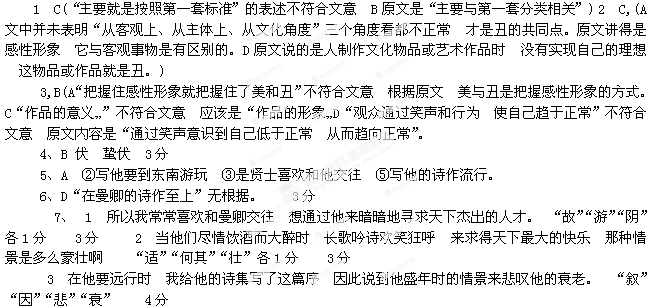 1　C(“主要就是按照第一套标准”的表述不符合文意　B原文是“主要与第一套分类相关”)2　C,(A
文中并未表明“从客观上、从主体上、从文化角度”三个角度看都不正常　才是丑的共同点。原文讲得是
感性形象　它与客观事物是有区别的。D原文说的是人制作文化物品或艺术作品时　没有实现自己的理想
这物品或作品就是丑。)
3,B(A“把握住感性形象就把握住了美和丑”不符合文意　根据原文　美与丑是把握感性形象的方式。
C“作品的意义„”不符合文意　应该是“作品的形象„D“观众通过笑声和行为　使自己趋于正常”不符合
文意　原文内容是“通过笑声意识到自己低于正常　从而趋向正常”。
4、B 伏　蛰伏　3分
5、A　②写他要到东南游玩　③是贤士喜欢和他交往　⑤写他的诗作流行。
6、D“在曼卿的诗作至上”无根据。　　3分
7、 1　所以我常常喜欢和曼卿交往　想通过他来暗暗地寻求天下杰出的人才。　“故”“游”“阴”
各1分　　3分　　2　当他们尽情饮酒而大醉时　长歌吟诗欢笑狂呼　来求得天下最大的快乐　那种情
景是多么豪壮啊　　“适”“何其”“壮”各1分　　3分
3　在他要远行时　我给他的诗集写了这篇序　因此说到他盛年时的情景来悲叹他的衰老。　“叙”
“因”“悲”“衰”　　4分